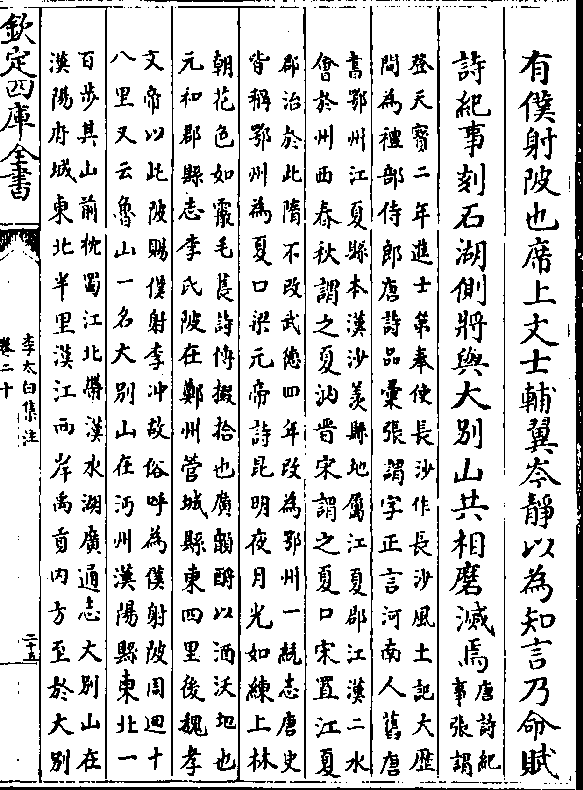 有僕射陂也席上文士輔翼岑靜以為知言乃命賦
詩紀事刻石湖側將與大別山共相磨滅焉唐詩紀
事張謂
登天寳二年進士第奉使長沙作長沙風土記大歴
間為禮部侍郎唐詩品彚張謂字正言河南人舊唐
書鄂州江夏縣本漢沙羡縣地屬江夏郡江漢二水
會於州西春秋謂之夏汭晉宋謂之夏口宋置江夏
郡治於此隋不改武徳四年改為鄂州一統志唐史
皆稱鄂州為夏口梁元帝詩昆明夜月光如練上林
朝花色如霰毛萇詩傳掇拾也廣韻酹以酒沃地也
元和郡縣志李氏陂在鄭州管城縣東四里後魏孝
文帝以此陂賜僕射李沖故俗呼為僕射陂周迴十
八里又云魯山一名大別山在沔州漢陽縣東北一
百步其山前枕蜀江北帶漢水湖廣通志大別山在
漢陽府城東北半里漢江西岸禹貢内方至於大別
欽定四庫全書
李太白集注
卷二十
二十五